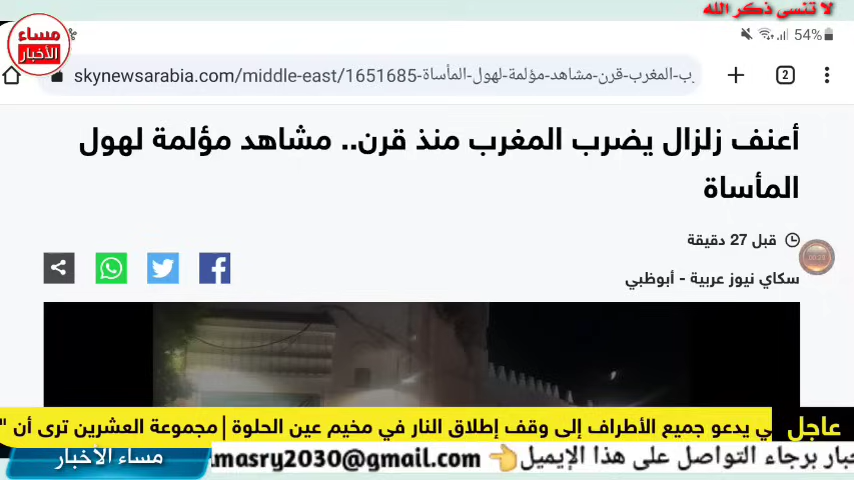 لا تنسى ذكر الله
مساء
الأخبار
54%
skynewsarabia.com/middle-east/1651685-ب-المغرب-قرن-مشاهد-مؤلمة-لهول-المأساة
2
أعنف زلزال يضرب المغرب منذ قرن.. مشاهد مؤلمة لهول
المأساة
قبل 27 دقيقة
00:23
سكاي نيوز عربية - أبوظبي
عاجل
ي يدعو جميع الأطراف إلى وقف إطلاق النار في مخيم عين الحلوة | مجموعة العشرين ترى أن "
بار برجاء التواصل على هذا الإيميل 👈 masry2030@gmail.com.
مساء الأخبار